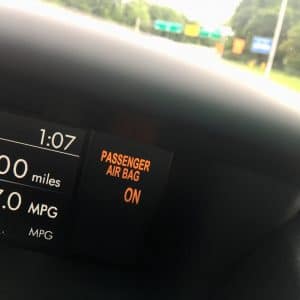 1:07
00 miles
7.0 MPG
MPG
PASSENGER
AIR BAG
ON